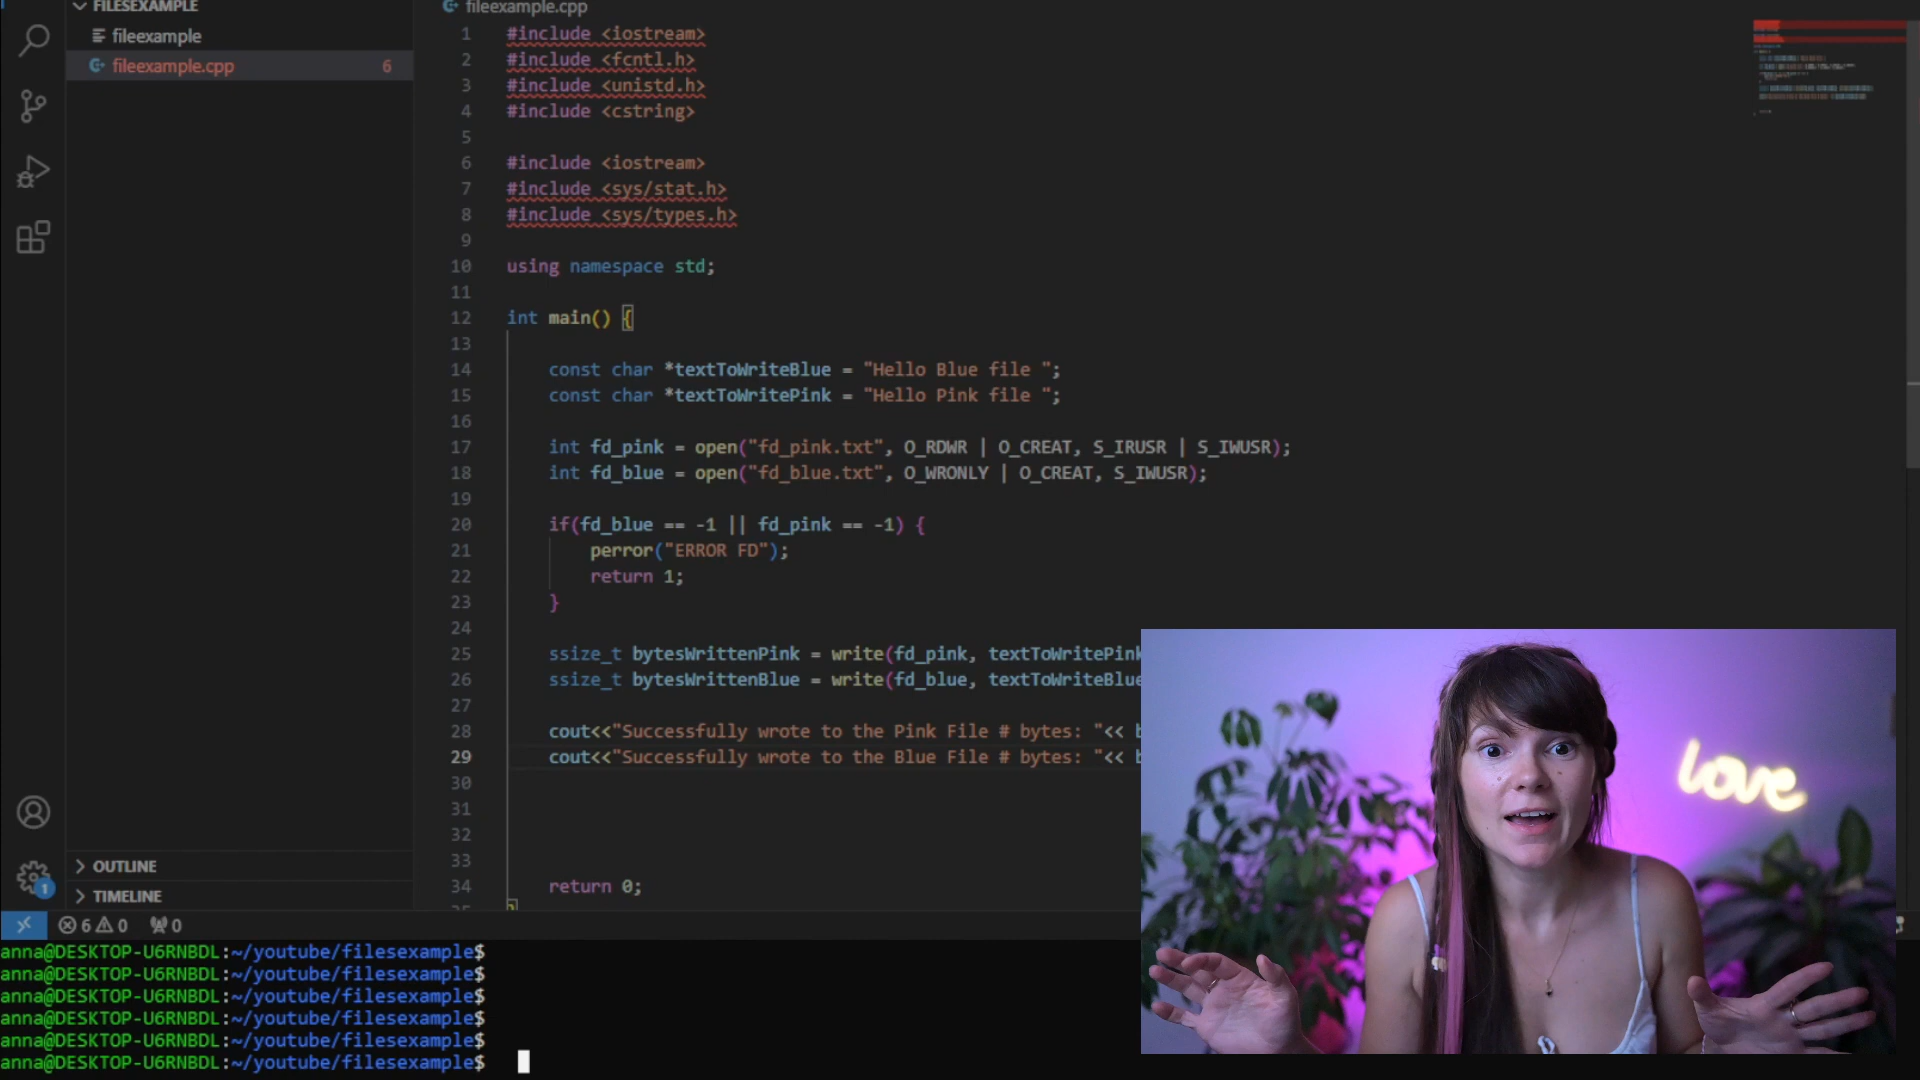 FILESEXAMPLE
fileexample
fileexample.cpp 6
OUTLINE
TIMELINE
1
6 0 0
fileexample.cpp
1 #include <iostream>
2 #include <fcntl.h>
3 #include <unistd.h>
4 #include <cstring>
5
6 #include <iostream>
7 #include <sys/stat.h>
8 #include <sys/types.h>
9
10 using namespace std;
11
12 int main() {
13
14 const char *textToWriteBlue = "Hello Blue file ";
15 const char *textToWritePink = "Hello Pink file ";
16
17 int fd_pink = open("fd_pink.txt", O_RDWR | O_CREAT, S_IRUSR | S_IWUSR);
18 int fd_blue = open("fd_blue.txt", O_WRONLY | O_CREAT, S_IWUSR);
19
20 if(fd_blue == -1 || fd_pink == -1) {
21 perror("ERROR FD");
22 return 1;
23 }
24
25 ssize_t bytesWrittenPink = write(fd_pink, textToWritePink
26 ssize_t bytesWrittenBlue = write(fd_blue, textToWriteBlue
27
28 cout<<"Successfully wrote to the Pink File # bytes: "<< b
29 cout<<"Successfully wrote to the Blue File # bytes: "<< b
30
31
32
33
34 return 0;
}
love
anna@DESKTOP-U6RNBDL:~/youtube/filesexample$
anna@DESKTOP-U6RNBDL:~/youtube/filesexample$
anna@DESKTOP-U6RNBDL:~/youtube/filesexample$
anna@DESKTOP-U6RNBDL:~/youtube/filesexample$
anna@DESKTOP-U6RNBDL:~/youtube/filesexample$
anna@DESKTOP-U6RNBDL:~/youtube/filesexample$